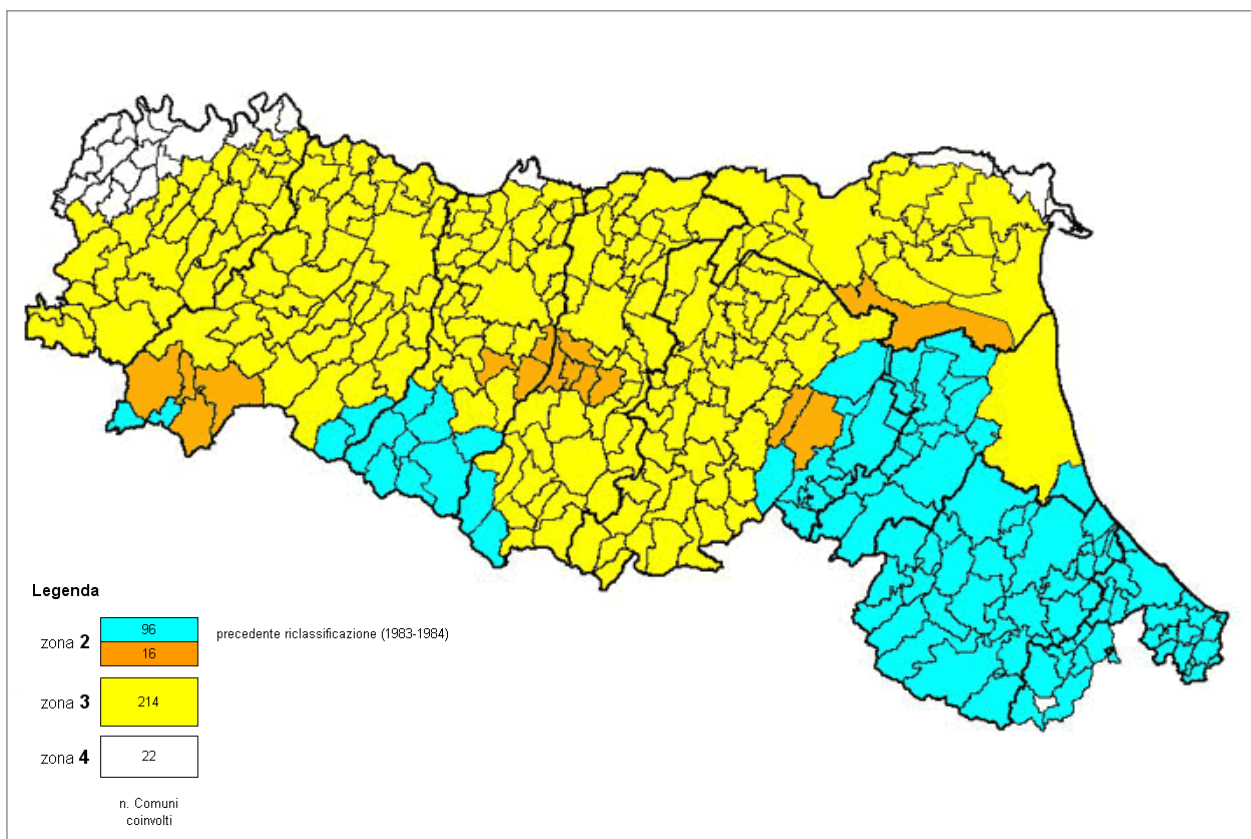 Legenda
zona 2
96
precedente riclassificazione (1983-1984)
16
zona 3
214
zona 4
22
n. Comuni
coinvolti